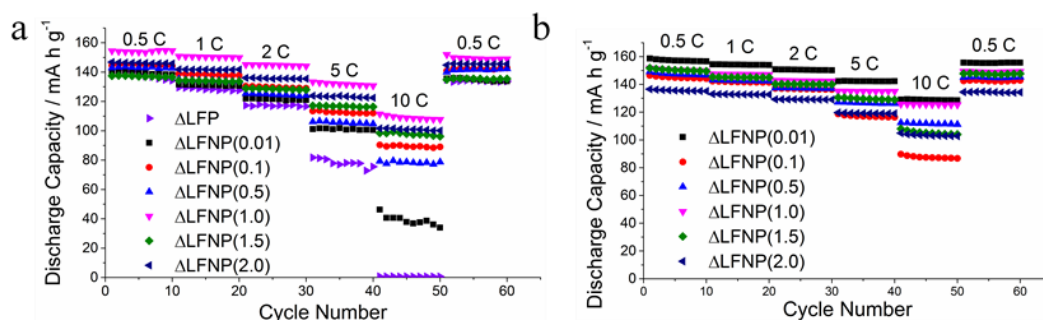 a
Discharge Capacity / mA h g⁻¹
160
140
120
100
80
60
40
20
0
0.5 C
1 C
2 C
5 C
10 C
0.5 C
ΔLFP
ΔLFNP(0.01)
ΔLFNP(0.1)
ΔLFNP(0.5)
ΔLFNP(1.0)
ΔLFNP(1.5)
ΔLFNP(2.0)
0 10 20 30 40 50 60
Cycle Number
b
Discharge Capacity / mA h g⁻¹
180
160
140
120
100
80
60
40
20
0
0.5 C
1 C
2 C
5 C
10 C
0.5 C
ΔLFNP(0.01)
ΔLFNP(0.1)
ΔLFNP(0.5)
ΔLFNP(1.0)
ΔLFNP(1.5)
ΔLFNP(2.0)
0 10 20 30 40 50 60
Cycle Number